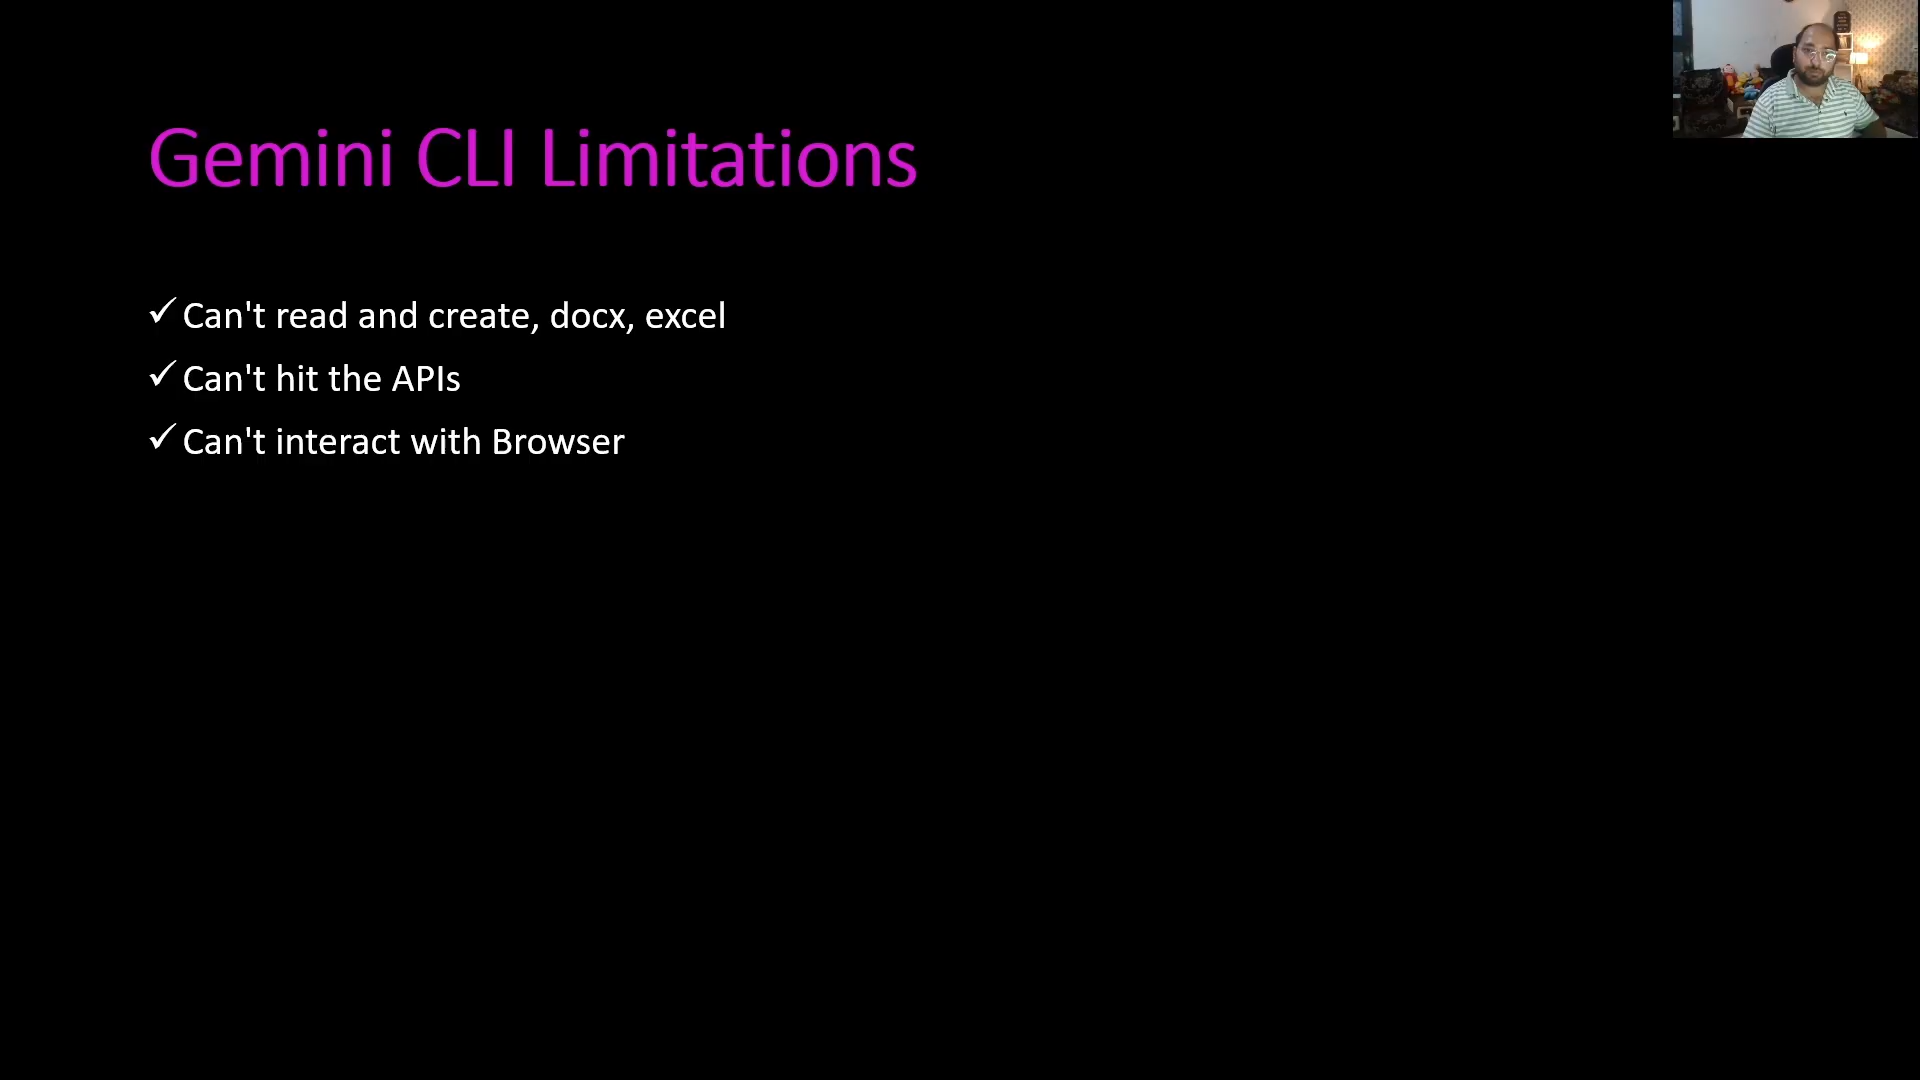 Gemini CLI Limitations
✓ Can't read and create, docx, excel
✓ Can't hit the APIs
✓ Can't interact with Browser